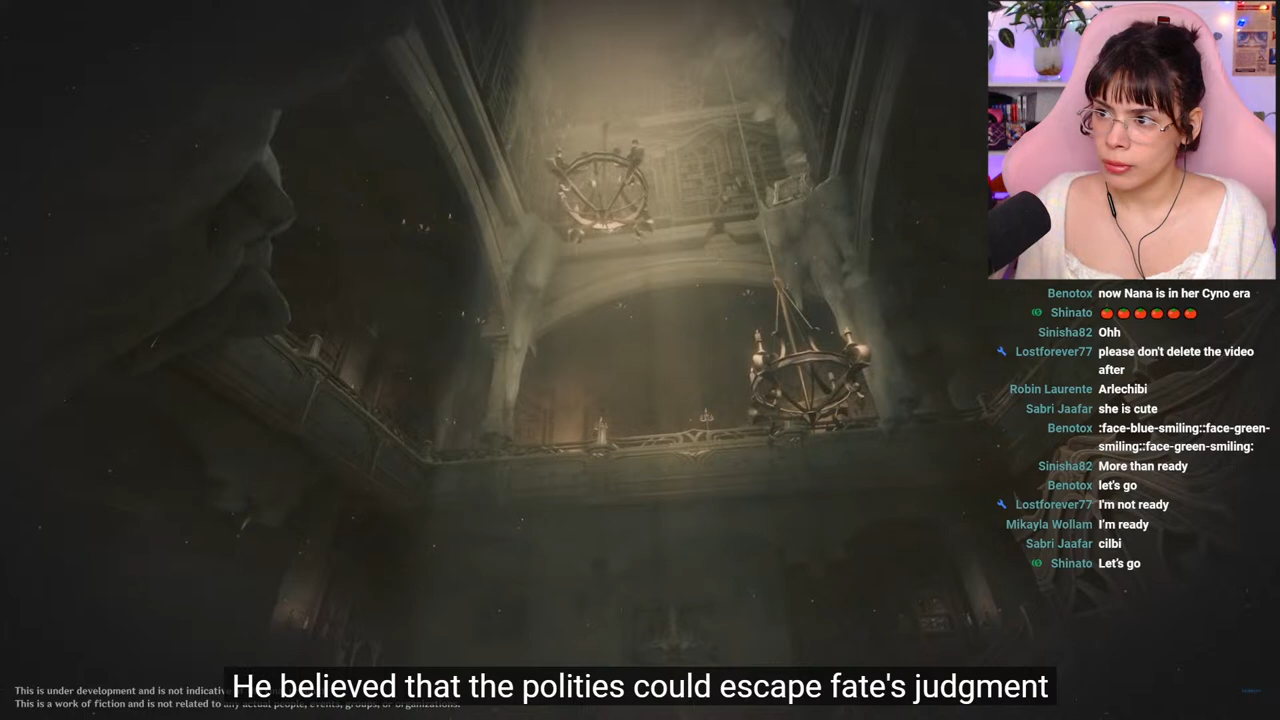 Benotox now Nana is in her Cyno era
Shinato 🍅🍅🍅🍅🍅🍅
Sinisha82 Ohh
Lostforever77 please don't delete the video
after
Robin Laurente Arlechibi
Sabri Jaafar she is cute
Benotox :face-blue-smiling::face-green-
smiling::face-green-smiling:
Sinisha82 More than ready
Benotox let's go
Lostforever77 I'm not ready
Mikayla Wollam I'm ready
Sabri Jaafar cilbi
Shinato Let's go
He believed that the polities could escape fate's judgment
This is under development and is not indicative
This is a work of fiction and is not related to any actual people, events, groups, or organizations.